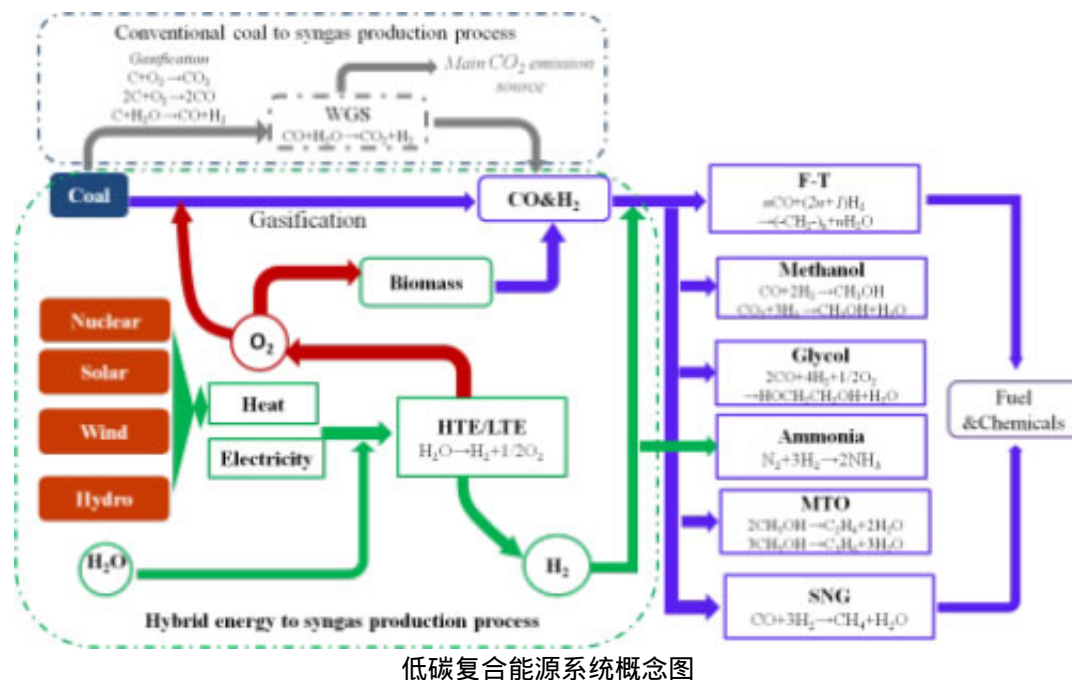 Conventional coal to syngas production process
Gasification
C+O₂→CO₂
2C+O₂→2CO
C+H₂O→CO+H₂
Main CO₂ emission
source
WGS
CO+H₂O→CO₂+H₂
Coal
Gasification
CO&H₂
Biomass
O₂
Nuclear
Solar
Wind
Hydro
Heat
Electricity
HTE/LTE
H₂O→H₂+1/2O₂
H₂O
H₂
Hybrid energy to syngas production process
F-T
nCO+(2n+1)H₂
→(-CH₂-)ₙ+nH₂O
Methanol
CO+2H₂→CH₃OH
CO₂+3H₂→CH₃OH+H₂O
Glycol
2CO+4H₂+1/2O₂
→HOCH₂CH₂OH+H₂O
Ammonia
N₂+3H₂→2NH₃
MTO
2CH₃OH→C₂H₄+2H₂O
3CH₃OH→C₃H₆+3H₂O
SNG
CO+3H₂→CH₄+H₂O
Fuel
&Chemicals
低碳复合能源系统概念图